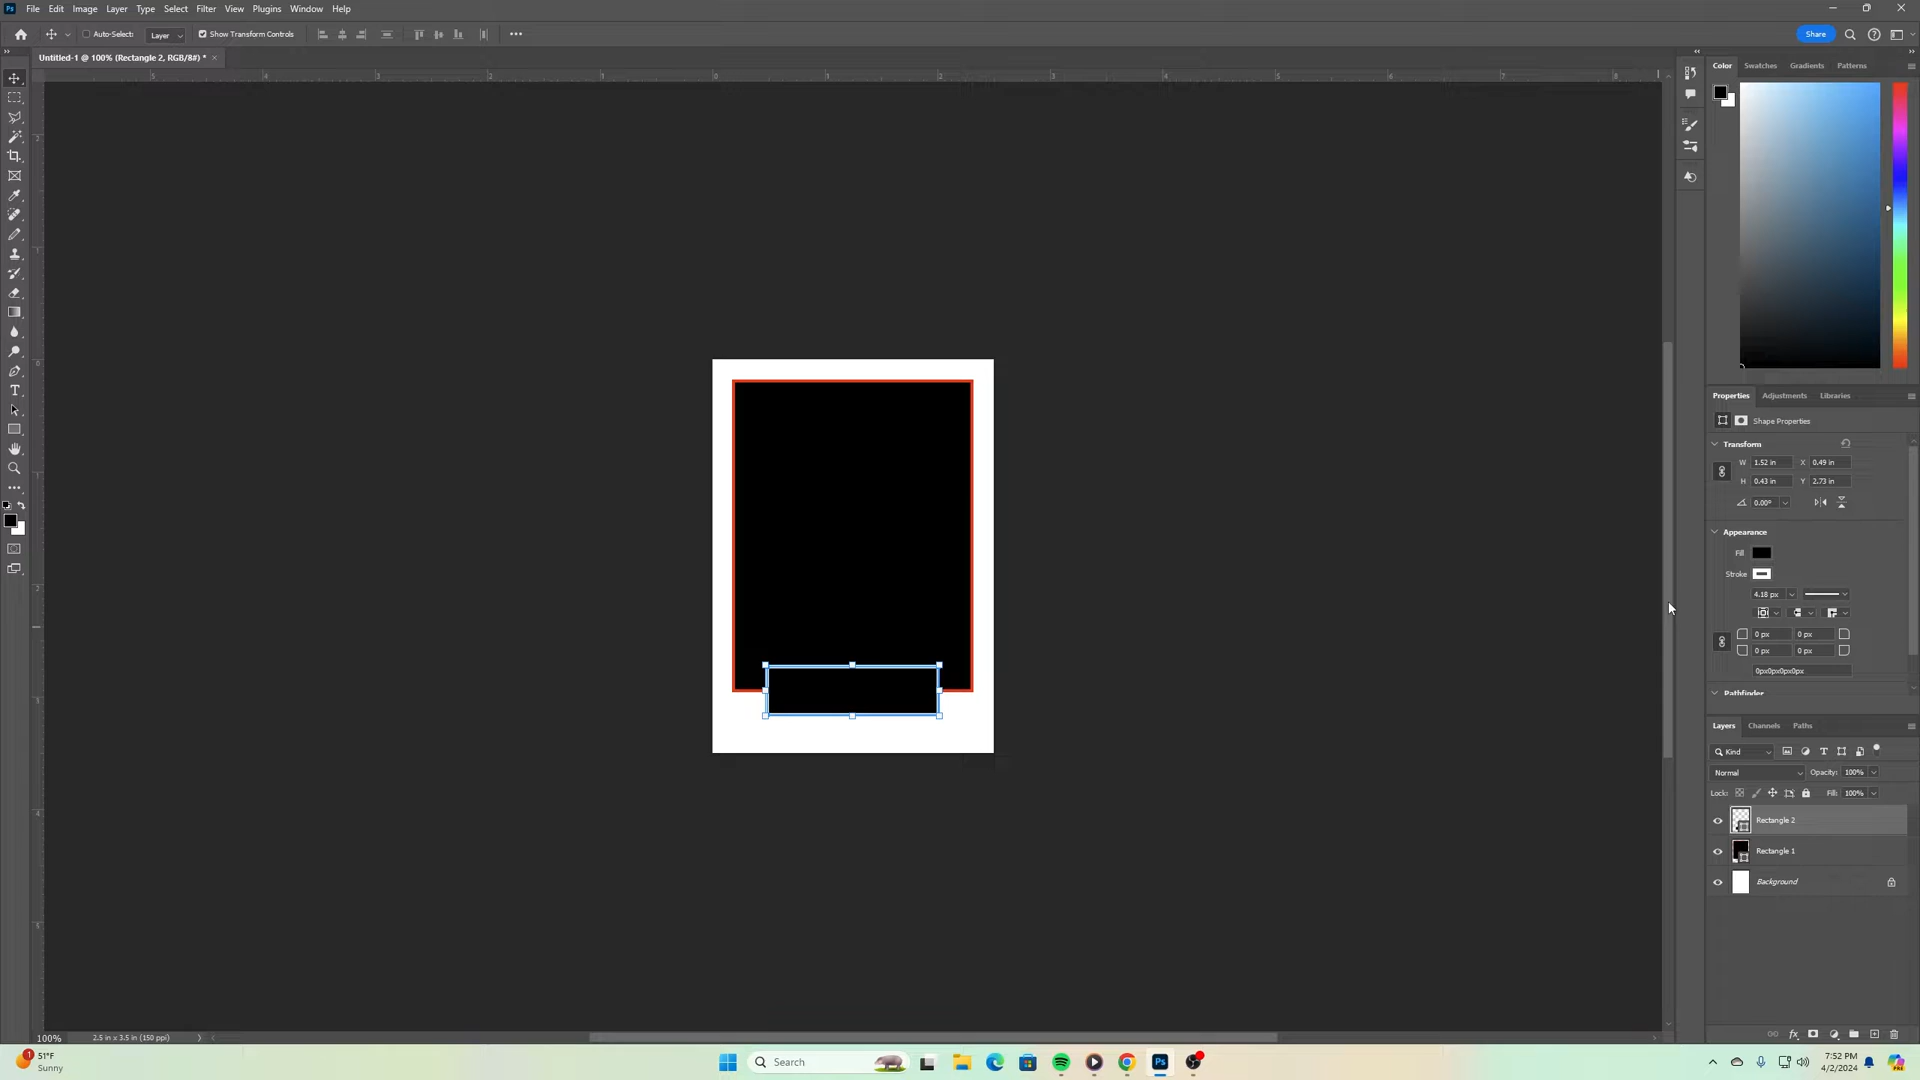 Ps File Edit Image Layer Type Select Filter View Plugins Window Help
Auto-Select: Layer Show Transform Controls Share
Untitled-1 @ 100% (Rectangle 2, RGB/8#) *
Color Swatches Gradients Patterns
Properties Adjustments Libraries
Shape Properties
Transform
W 1.52 in X 0.49 in
H 0.43 in Y 2.73 in
0.00°
Appearance
Fill
Stroke
4.18 px
0 px 0 px
0 px 0 px
0px0px0px0px
Pathfinder
Layers Channels Paths
Kind
Normal Opacity: 100%
Lock: Fill: 100%
Rectangle 2
Rectangle 1
Background
100% 2.5 in x 3.5 in (150 ppi)
1 51°F
Sunny
Search
Ps
7:52 PM
4/2/2024